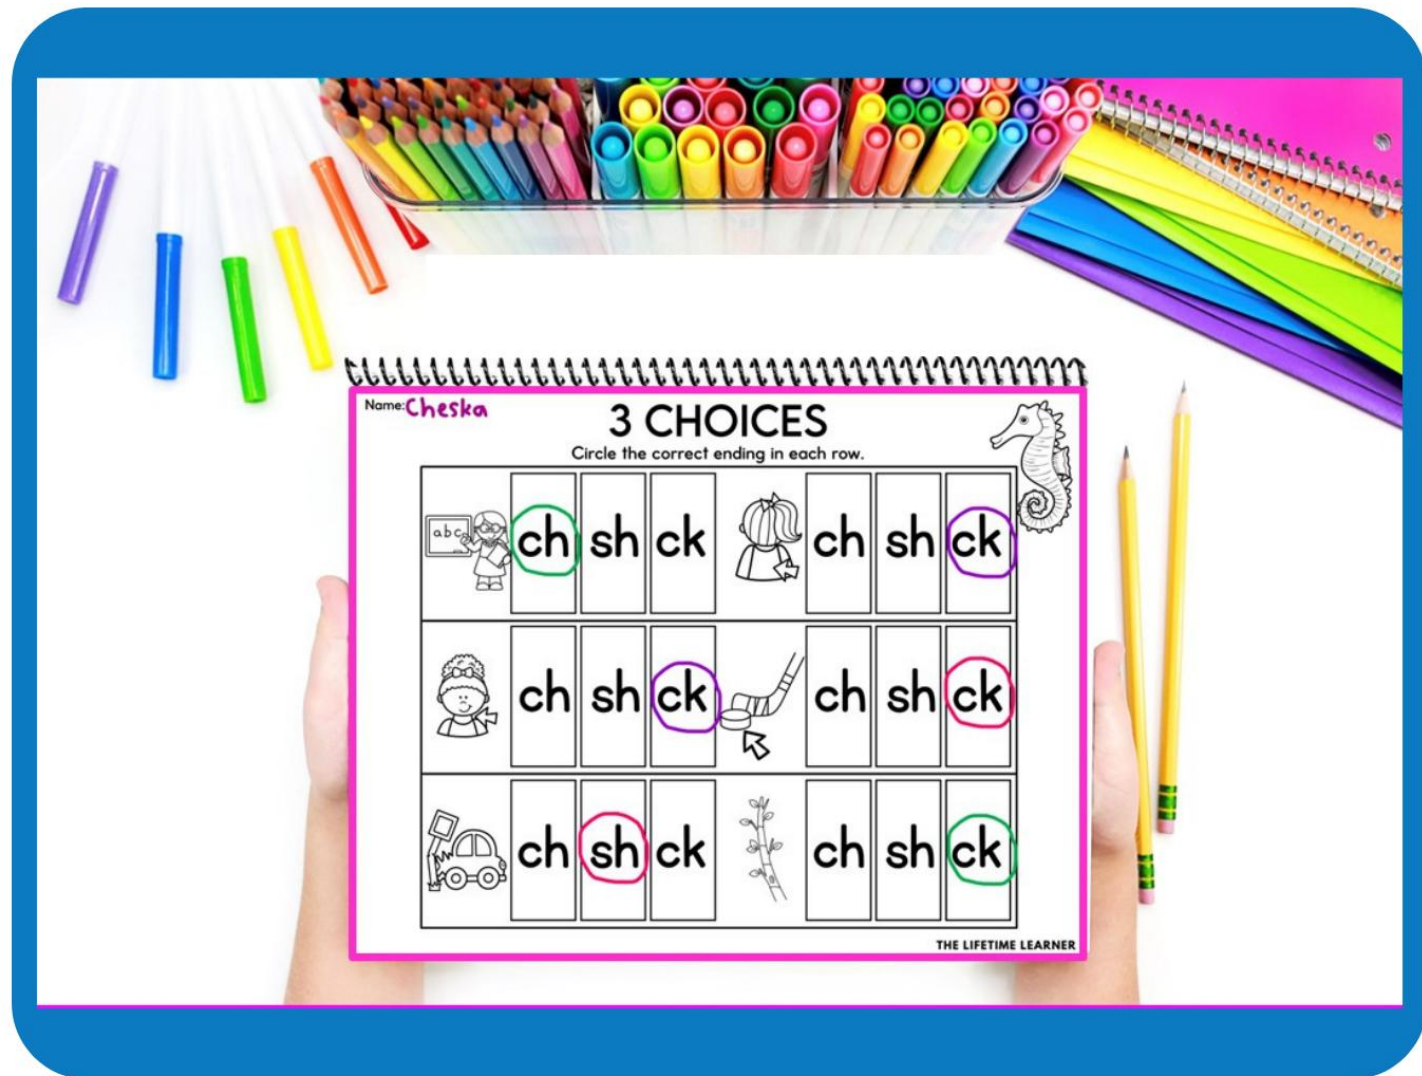 Name: Cheska
3 CHOICES
Circle the correct ending in each row.
abc
ch sh ck ch sh ck
ch sh ck ch sh ck
ch sh ck ch sh ck
THE LIFETIME LEARNER